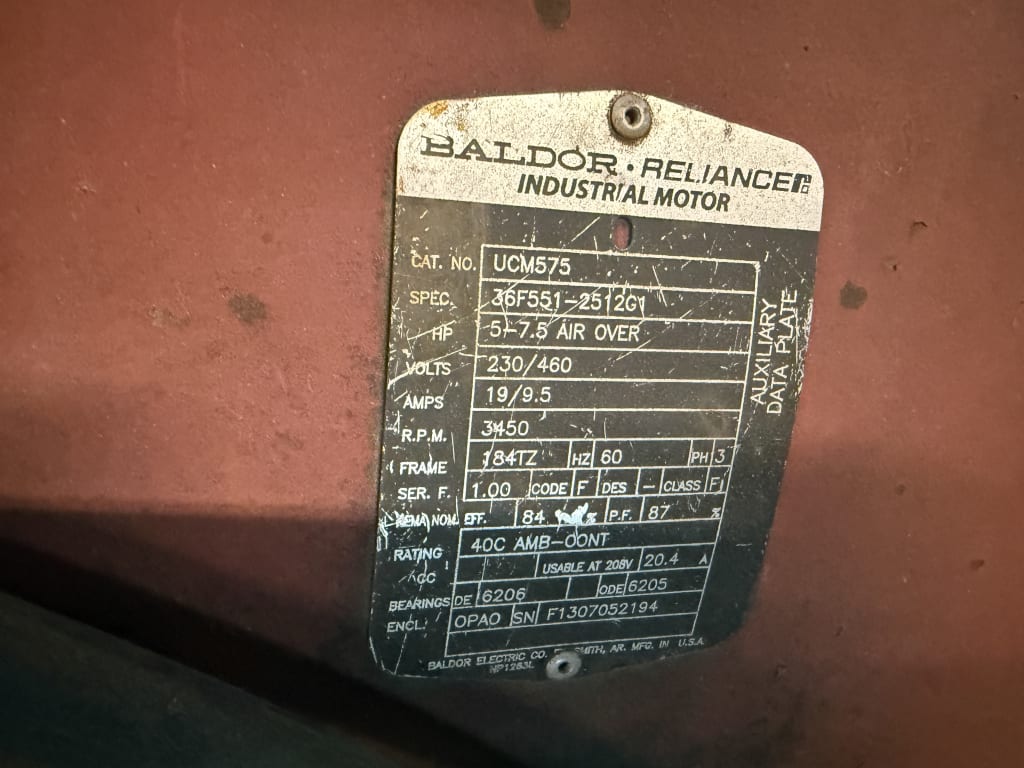 BALDOR · RELIANCE
INDUSTRIAL MOTOR
CAT. NO. UCM575
SPEC. 36F551-2512G1
HP 5-7.5 AIR OVER
VOLTS 230/460
AMPS 19/9.5
R.P.M. 3450
FRAME 184TZ HZ 60 PH 3
SER. F. 1.00 CODE F DES - CLASS F
NEMA NOM. EFF. 84. % P.F. 87 %
RATING 40C AMB-CONT
CC USABLE AT 208V 20.4 A
BEARINGS DE 6206 ODE 6205
ENCL. OPAO SN F1307052194
BALDOR ELECTRIC CO. SMITH, AR. MFG. IN U.S.A.
NP1263L
AUXILIARY
DATA PLATE